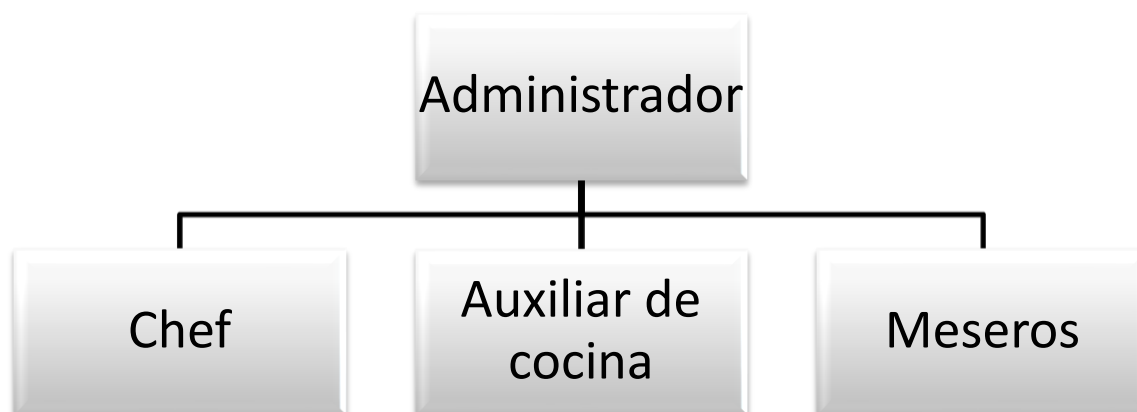 Administrador
Chef
Auxiliar de
cocina
Meseros